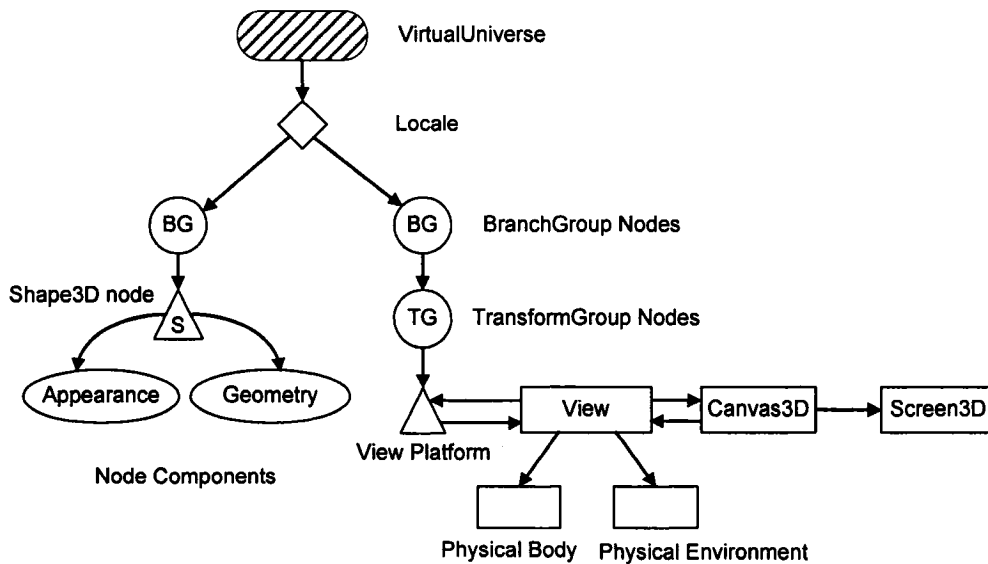 VirtualUniverse
Locale
BG
BG
BranchGroup Nodes
Shape3D node
S
TG
TransformGroup Nodes
Appearance
Geometry
View
Canvas3D
Screen3D
View Platform
Node Components
Physical Body
Physical Environment